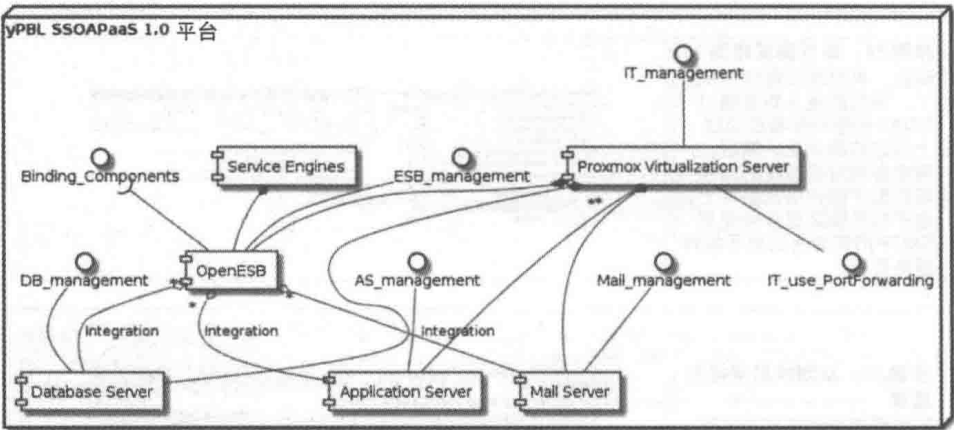 yPBL SSOAPaaS 1.0 平台
IT_management
Binding_Components
Service Engines
ESB_management
Proxmox Virtualization Server
**
DB_management
OpenESB
AS_management
Mail_management
IT_use_PortForwarding
*
*
*
Integration
Integration
Integration
Database Server
Application Server
Mail Server